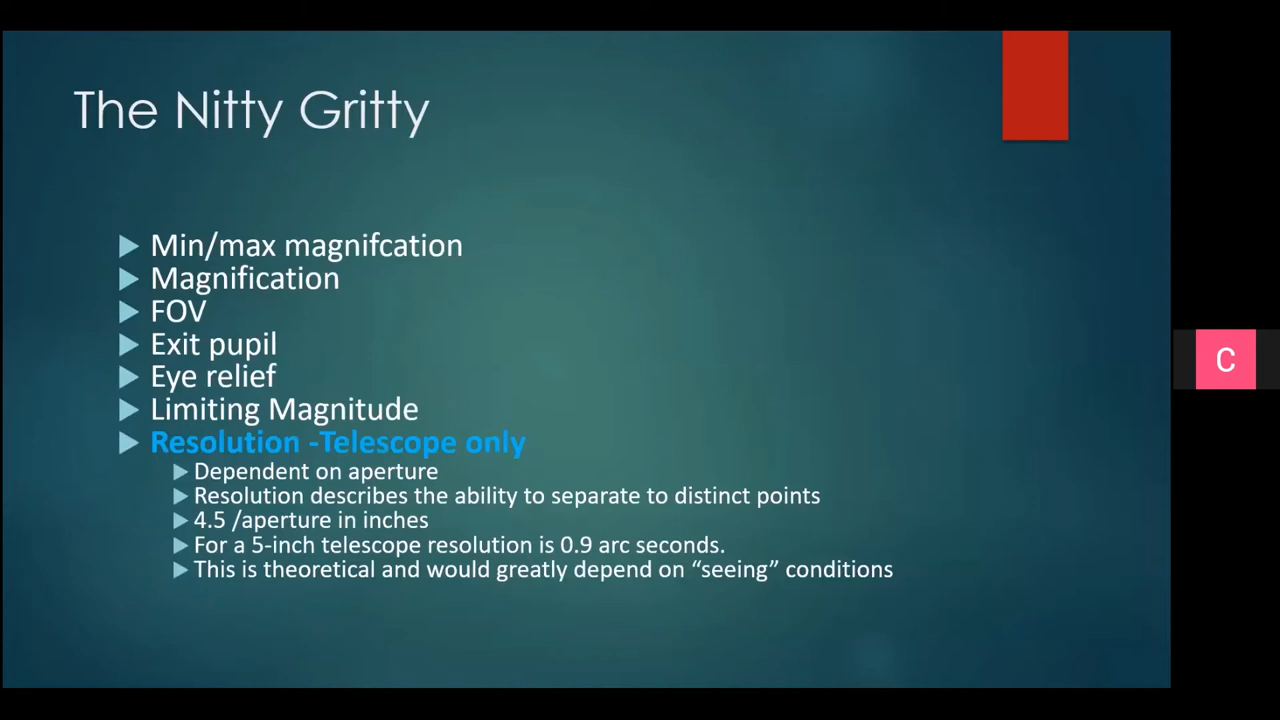 The Nitty Gritty
Min/max magnifcation
Magnification
FOV
Exit pupil
Eye relief
Limiting Magnitude
Resolution -Telescope only
Dependent on aperture
Resolution describes the ability to separate to distinct points
4.5 /aperture in inches
For a 5-inch telescope resolution is 0.9 arc seconds.
This is theoretical and would greatly depend on “seeing” conditions
C